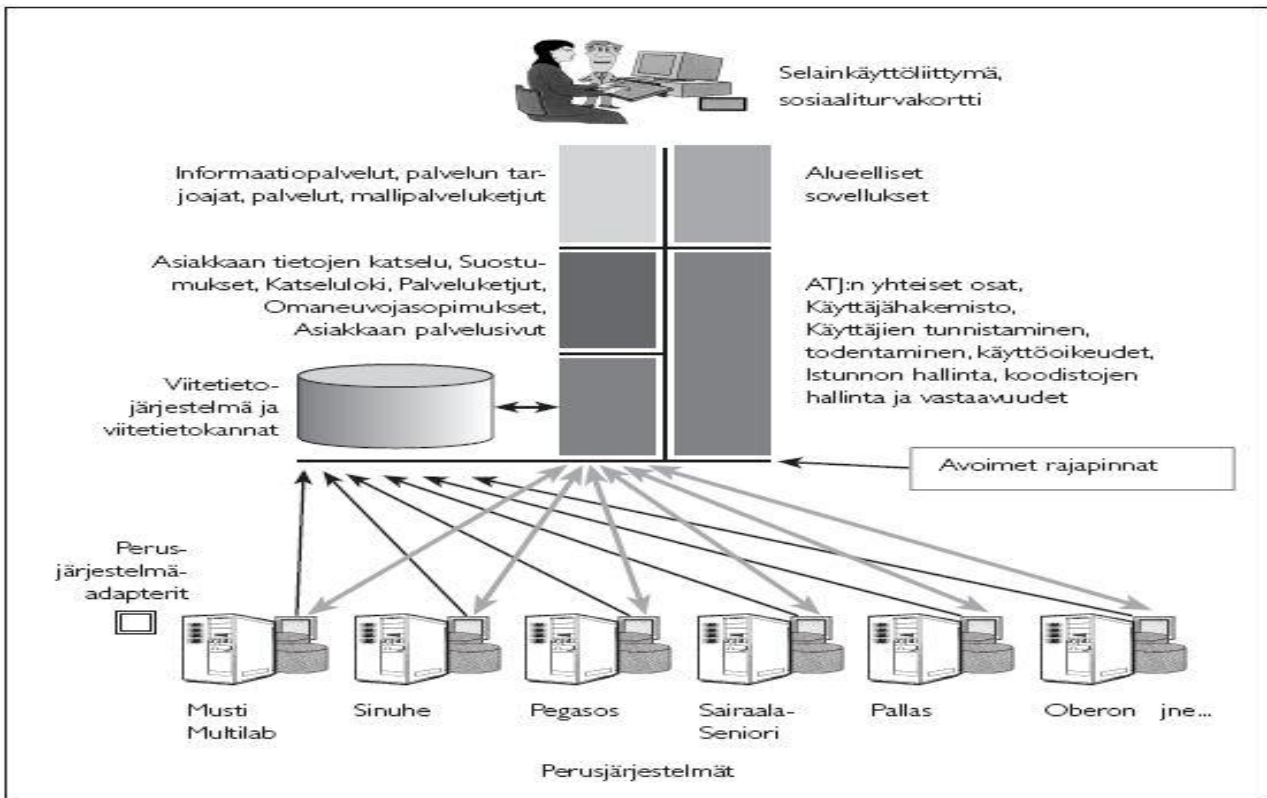 Selainkäyttöliittymä,
sosiaaliturvakortti
Informaatiopalvelut, palvelun tar-
joajat, palvelut, mallipalveluketjut
Alueelliset
sovellukset
Asiakkaan tietojen katselu, Suostu-
mukset, Katseluloki, Palveluketjut,
Omaneuvojasopimukset,
Asiakkaan palvelusivut
ATJ:n yhteiset osat,
Käyttäjähakemisto,
Käyttäjien tunnistaminen,
todentaminen, käyttöoikeudet,
Istunnon hallinta, koodistojen
hallinta ja vastaavuudet
Viitetieto-
järjestelmä ja
viitetietokannat
Avoimet rajapinnat
Perus-
järjestelmä-
adapterit
Musti
Multilab
Sinuhe
Pegasos
Sairaala-
Seniori
Pallas
Oberon jne...
Perusjärjestelmät